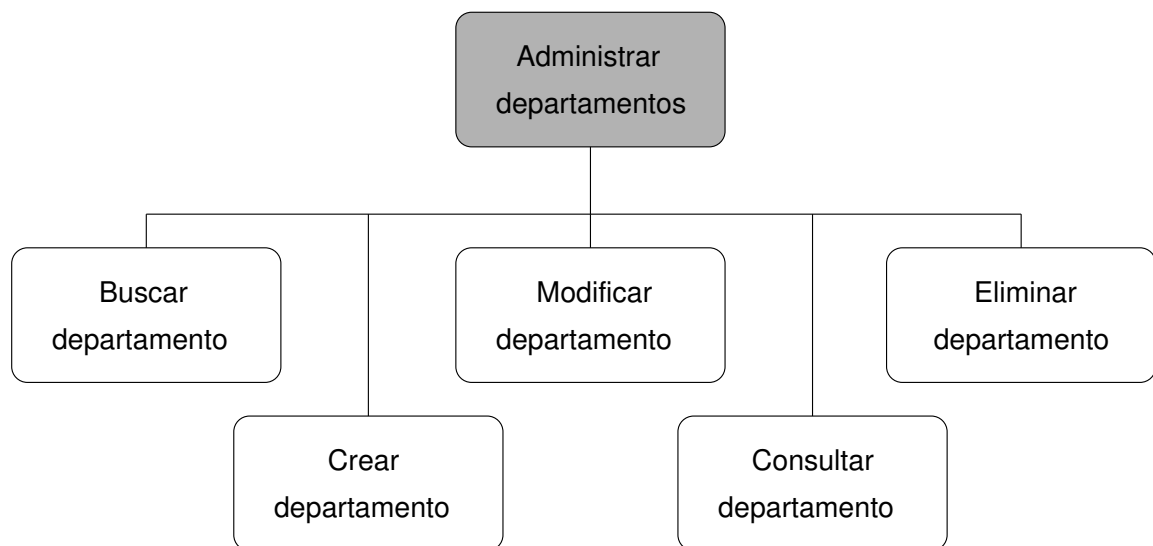 Administrar
departamentos
Buscar
departamento
Modificar
departamento
Eliminar
departamento
Crear
departamento
Consultar
departamento